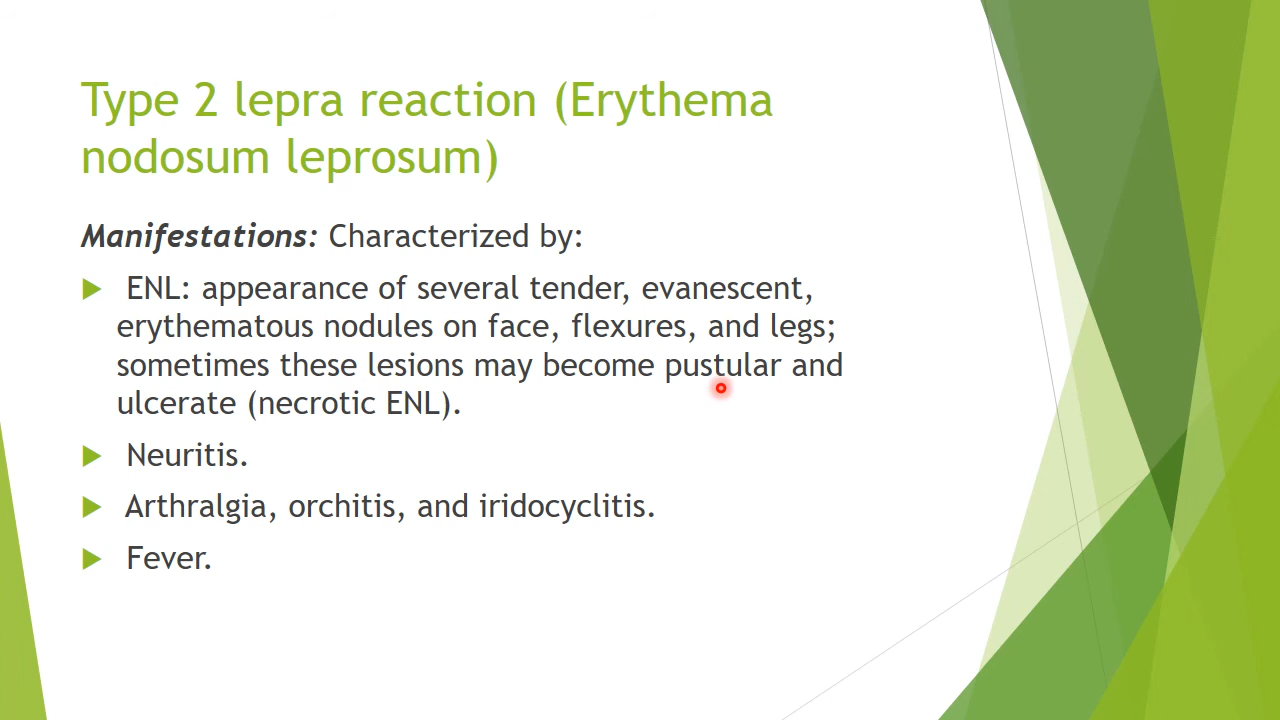 Type 2 lepra reaction (Erythema
nodosum leprosum)
Manifestations: Characterized by:
ENL: appearance of several tender, evanescent,
erythematous nodules on face, flexures, and legs;
sometimes these lesions may become pustular and
ulcerate (necrotic ENL).
Neuritis.
Arthralgia, orchitis, and iridocyclitis.
Fever.